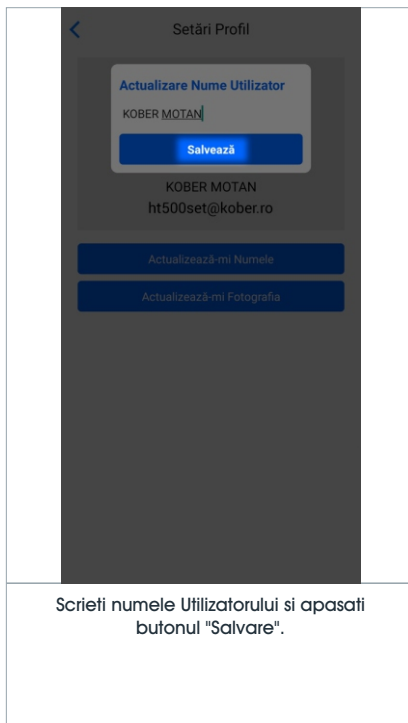 Setări Profil
Actualizare Nume Utilizator
KOBER MOTAN
Salvează
KOBER MOTAN
ht500set@kober.ro
Actualizează-mi Numele
Actualizează-mi Fotografia
Scrieti numele Utilizatorului si apasati
butonul "Salvare".